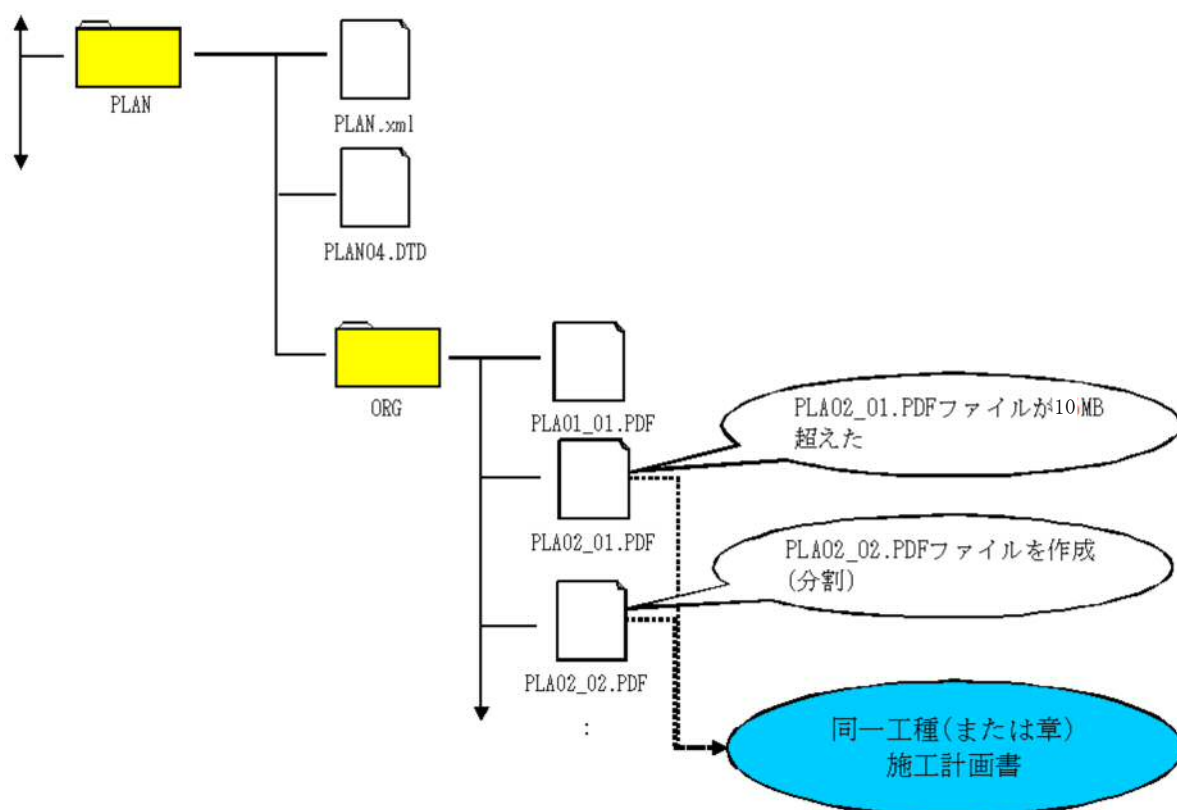 PLAN
PLAN.xml
PLAN04.DTD
ORG
PLA01_01.PDF
PLA02_01.PDFファイルが10MB
超えた
PLA02_01.PDF
PLA02_02.PDFファイルを作成
(分割)
PLA02_02.PDF
:
同一工種(または章)
施工計画書